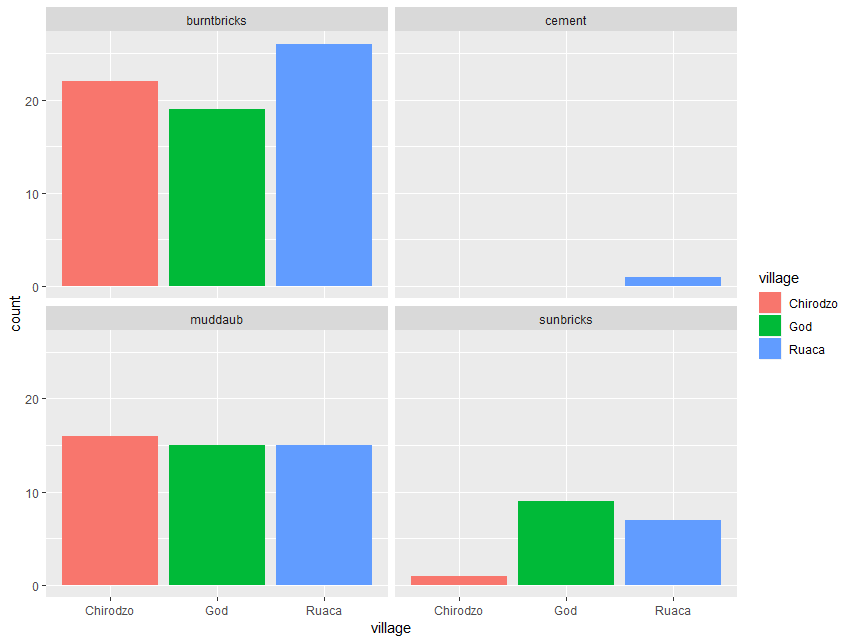 burntbricks
cement
20
10
0
count
muddaub
sunbricks
20
10
0
Chirodzo
God
Ruaca
Chirodzo
God
Ruaca
village
village
Chirodzo
God
Ruaca